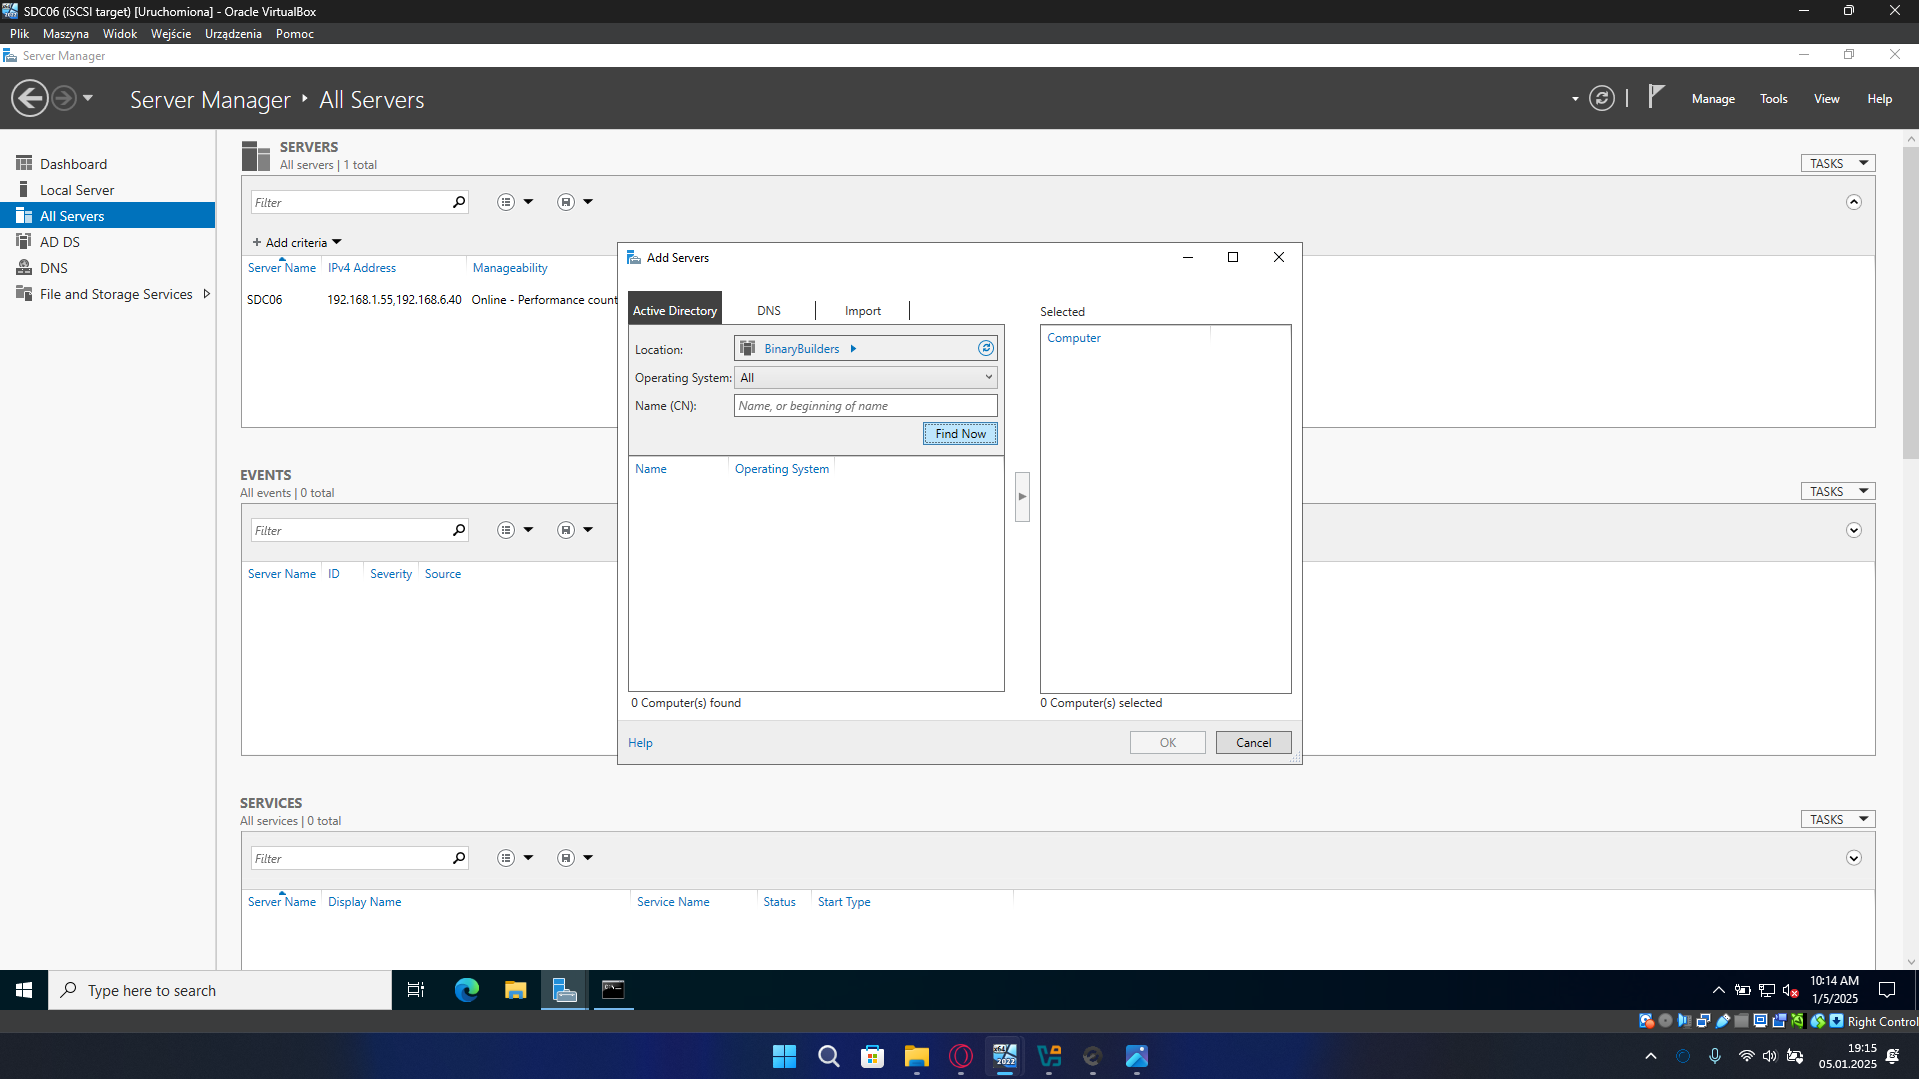 SDC06 (iSCSI target) [Uruchomiona] - Oracle VirtualBox
Plik Maszyna Widok Wejście Urządzenia Pomoc
Server Manager
Server Manager All Servers
Manage Tools View Help
Dashboard
Local Server
All Servers
AD DS
DNS
File and Storage Services
SERVERS
All servers | 1 total
TASKS
Filter
+ Add criteria
Server Name IPv4 Address Manageability
SDC06 192.168.1.55,192.168.6.40 Online - Performance count
EVENTS
All events | 0 total
TASKS
Filter
Server Name ID Severity Source
SERVICES
All services | 0 total
TASKS
Filter
Server Name Display Name Service Name Status Start Type
Add Servers
Active Directory DNS Import
Location: BinaryBuilders
Operating System: All
Name (CN): Name, or beginning of name
Find Now
Name Operating System
0 Computer(s) found
Selected
Computer
0 Computer(s) selected
Help OK Cancel
Type here to search
10:14 AM
1/5/2025
Right Control
19:15
05.01.2025